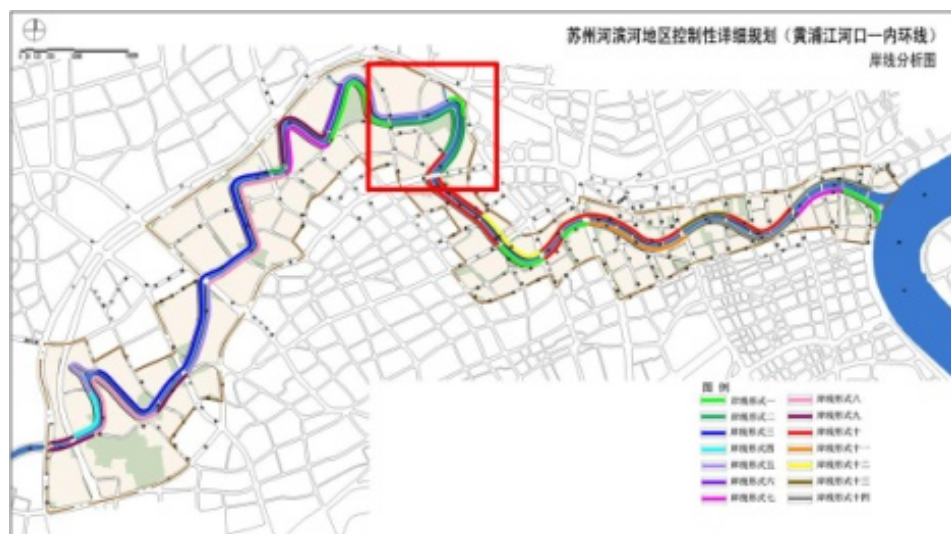 苏州河滨河地区控制性详细规划（黄浦江河口—内环线）
岸线分析图
图 例
岸线形式一
岸线形式二
岸线形式三
岸线形式四
岸线形式五
岸线形式六
岸线形式七
岸线形式八
岸线形式九
岸线形式十
岸线形式十一
岸线形式十二
岸线形式十三
岸线形式十四